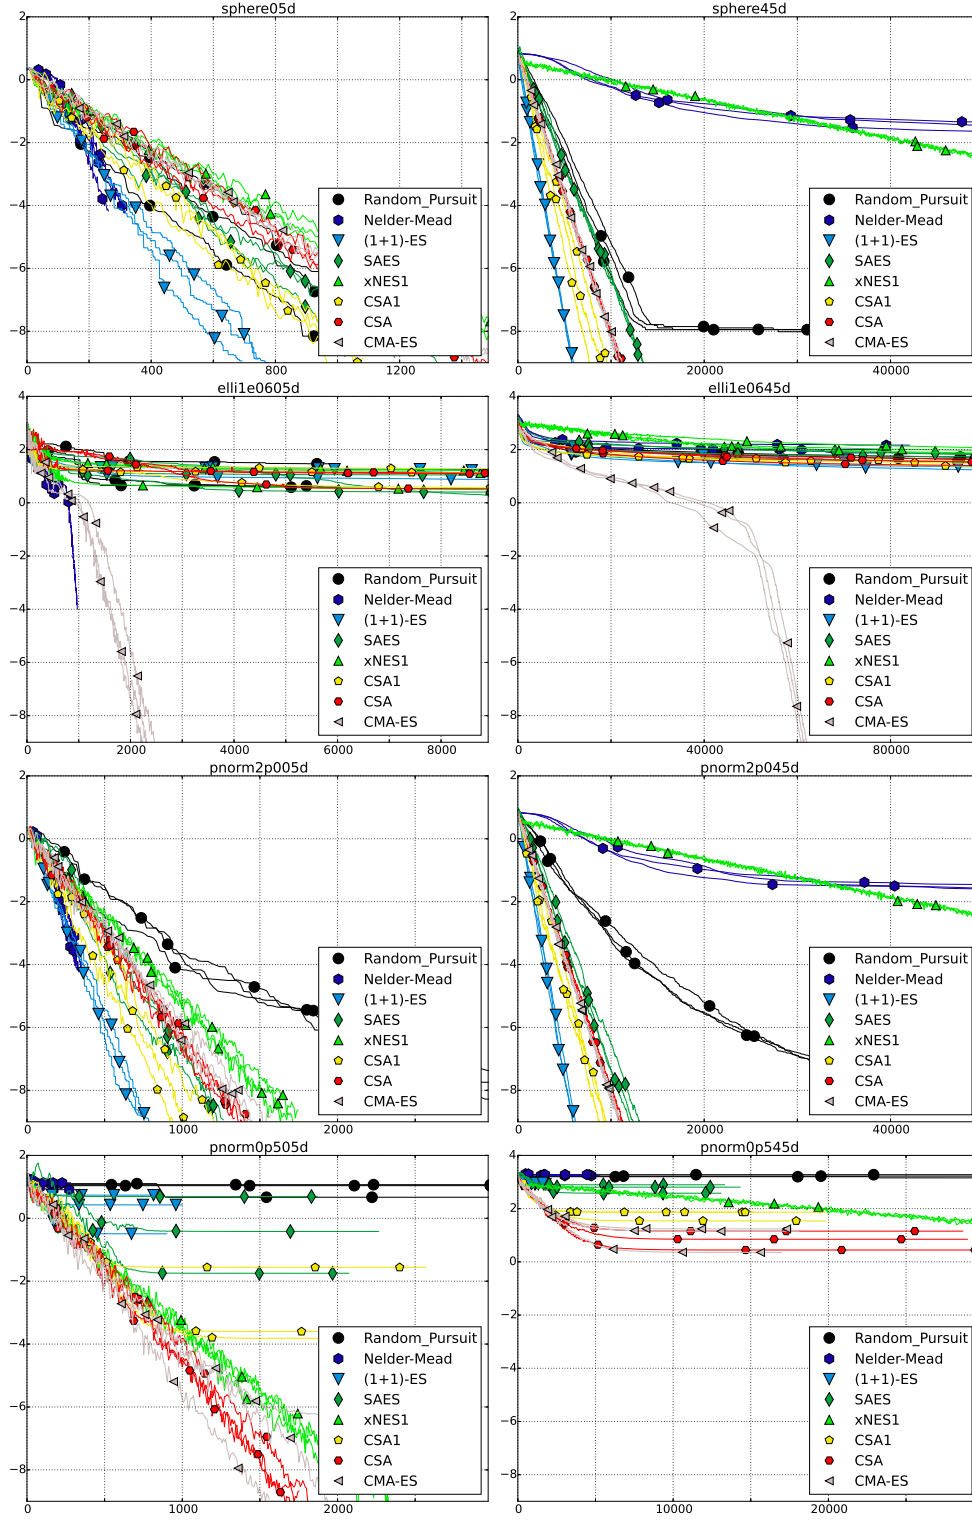 sphere05d
2
0
−2
−4
−6
−8
0
400
800
1200
Random_Pursuit
Nelder-Mead
(1+1)-ES
SAES
xNES1
CSA1
CSA
CMA-ES
sphere45d
2
0
−2
−4
−6
−8
0
20000
40000
Random_Pursuit
Nelder-Mead
(1+1)-ES
SAES
xNES1
CSA1
CSA
CMA-ES
elli1e0605d
4
2
0
−2
−4
−6
−8
0
2000
4000
6000
8000
Random_Pursuit
Nelder-Mead
(1+1)-ES
SAES
xNES1
CSA1
CSA
CMA-ES
elli1e0645d
4
2
0
−2
−4
−6
−8
0
40000
80000
Random_Pursuit
Nelder-Mead
(1+1)-ES
SAES
xNES1
CSA1
CSA
CMA-ES
pnorm2p005d
2
0
−2
−4
−6
−8
0
1000
2000
Random_Pursuit
Nelder-Mead
(1+1)-ES
SAES
xNES1
CSA1
CSA
CMA-ES
pnorm2p045d
2
0
−2
−4
−6
−8
0
20000
40000
Random_Pursuit
Nelder-Mead
(1+1)-ES
SAES
xNES1
CSA1
CSA
CMA-ES
pnorm0p505d
2
0
−2
−4
−6
−8
0
1000
2000
Random_Pursuit
Nelder-Mead
(1+1)-ES
SAES
xNES1
CSA1
CSA
CMA-ES
pnorm0p545d
4
2
0
−2
−4
−6
−8
0
10000
20000
Random_Pursuit
Nelder-Mead
(1+1)-ES
SAES
xNES1
CSA1
CSA
CMA-ES